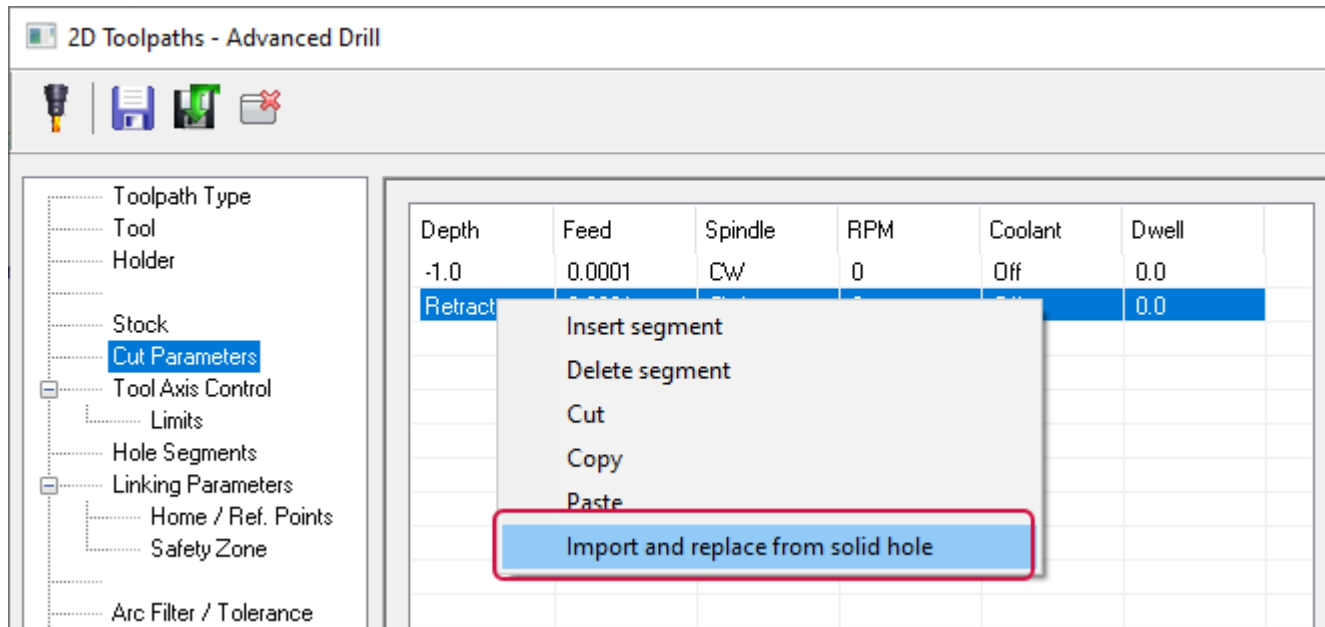 2D Toolpaths - Advanced Drill
Toolpath Type
Tool
Holder
Stock
Cut Parameters
Tool Axis Control
Limits
Hole Segments
Linking Parameters
Home / Ref. Points
Safety Zone
Arc Filter / Tolerance
Depth Feed Spindle RPM Coolant Dwell
-1.0 0.0001 CW 0 Off 0.0
Retract 0.0
Insert segment
Delete segment
Cut
Copy
Paste
Import and replace from solid hole